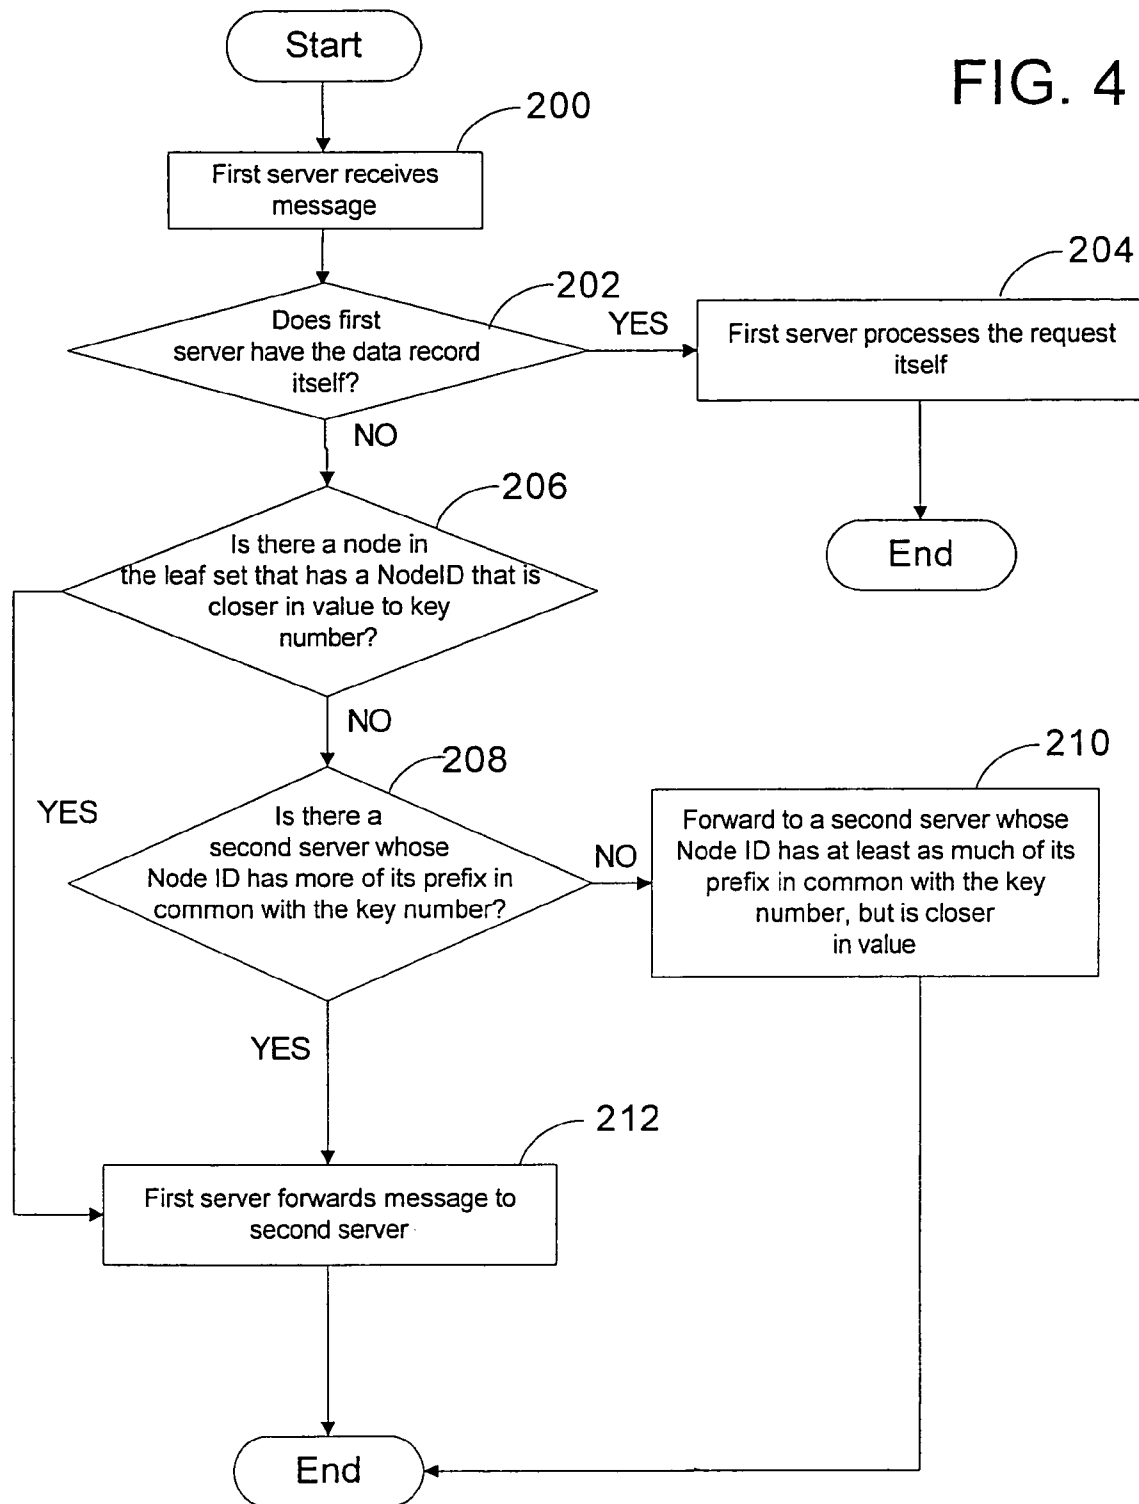 Start
FIG. 4
200
First server receives
message
202
Does first
server have the data record
itself?
YES
204
First server processes the request
itself
NO
End
206
Is there a node in
the leaf set that has a NodeID that is
closer in value to key
number?
NO
YES
208
Is there a
second server whose
Node ID has more of its prefix in
common with the key number?
NO
210
Forward to a second server whose
Node ID has at least as much of its
prefix in common with the key
number, but is closer
in value
YES
212
First server forwards message to
second server
End